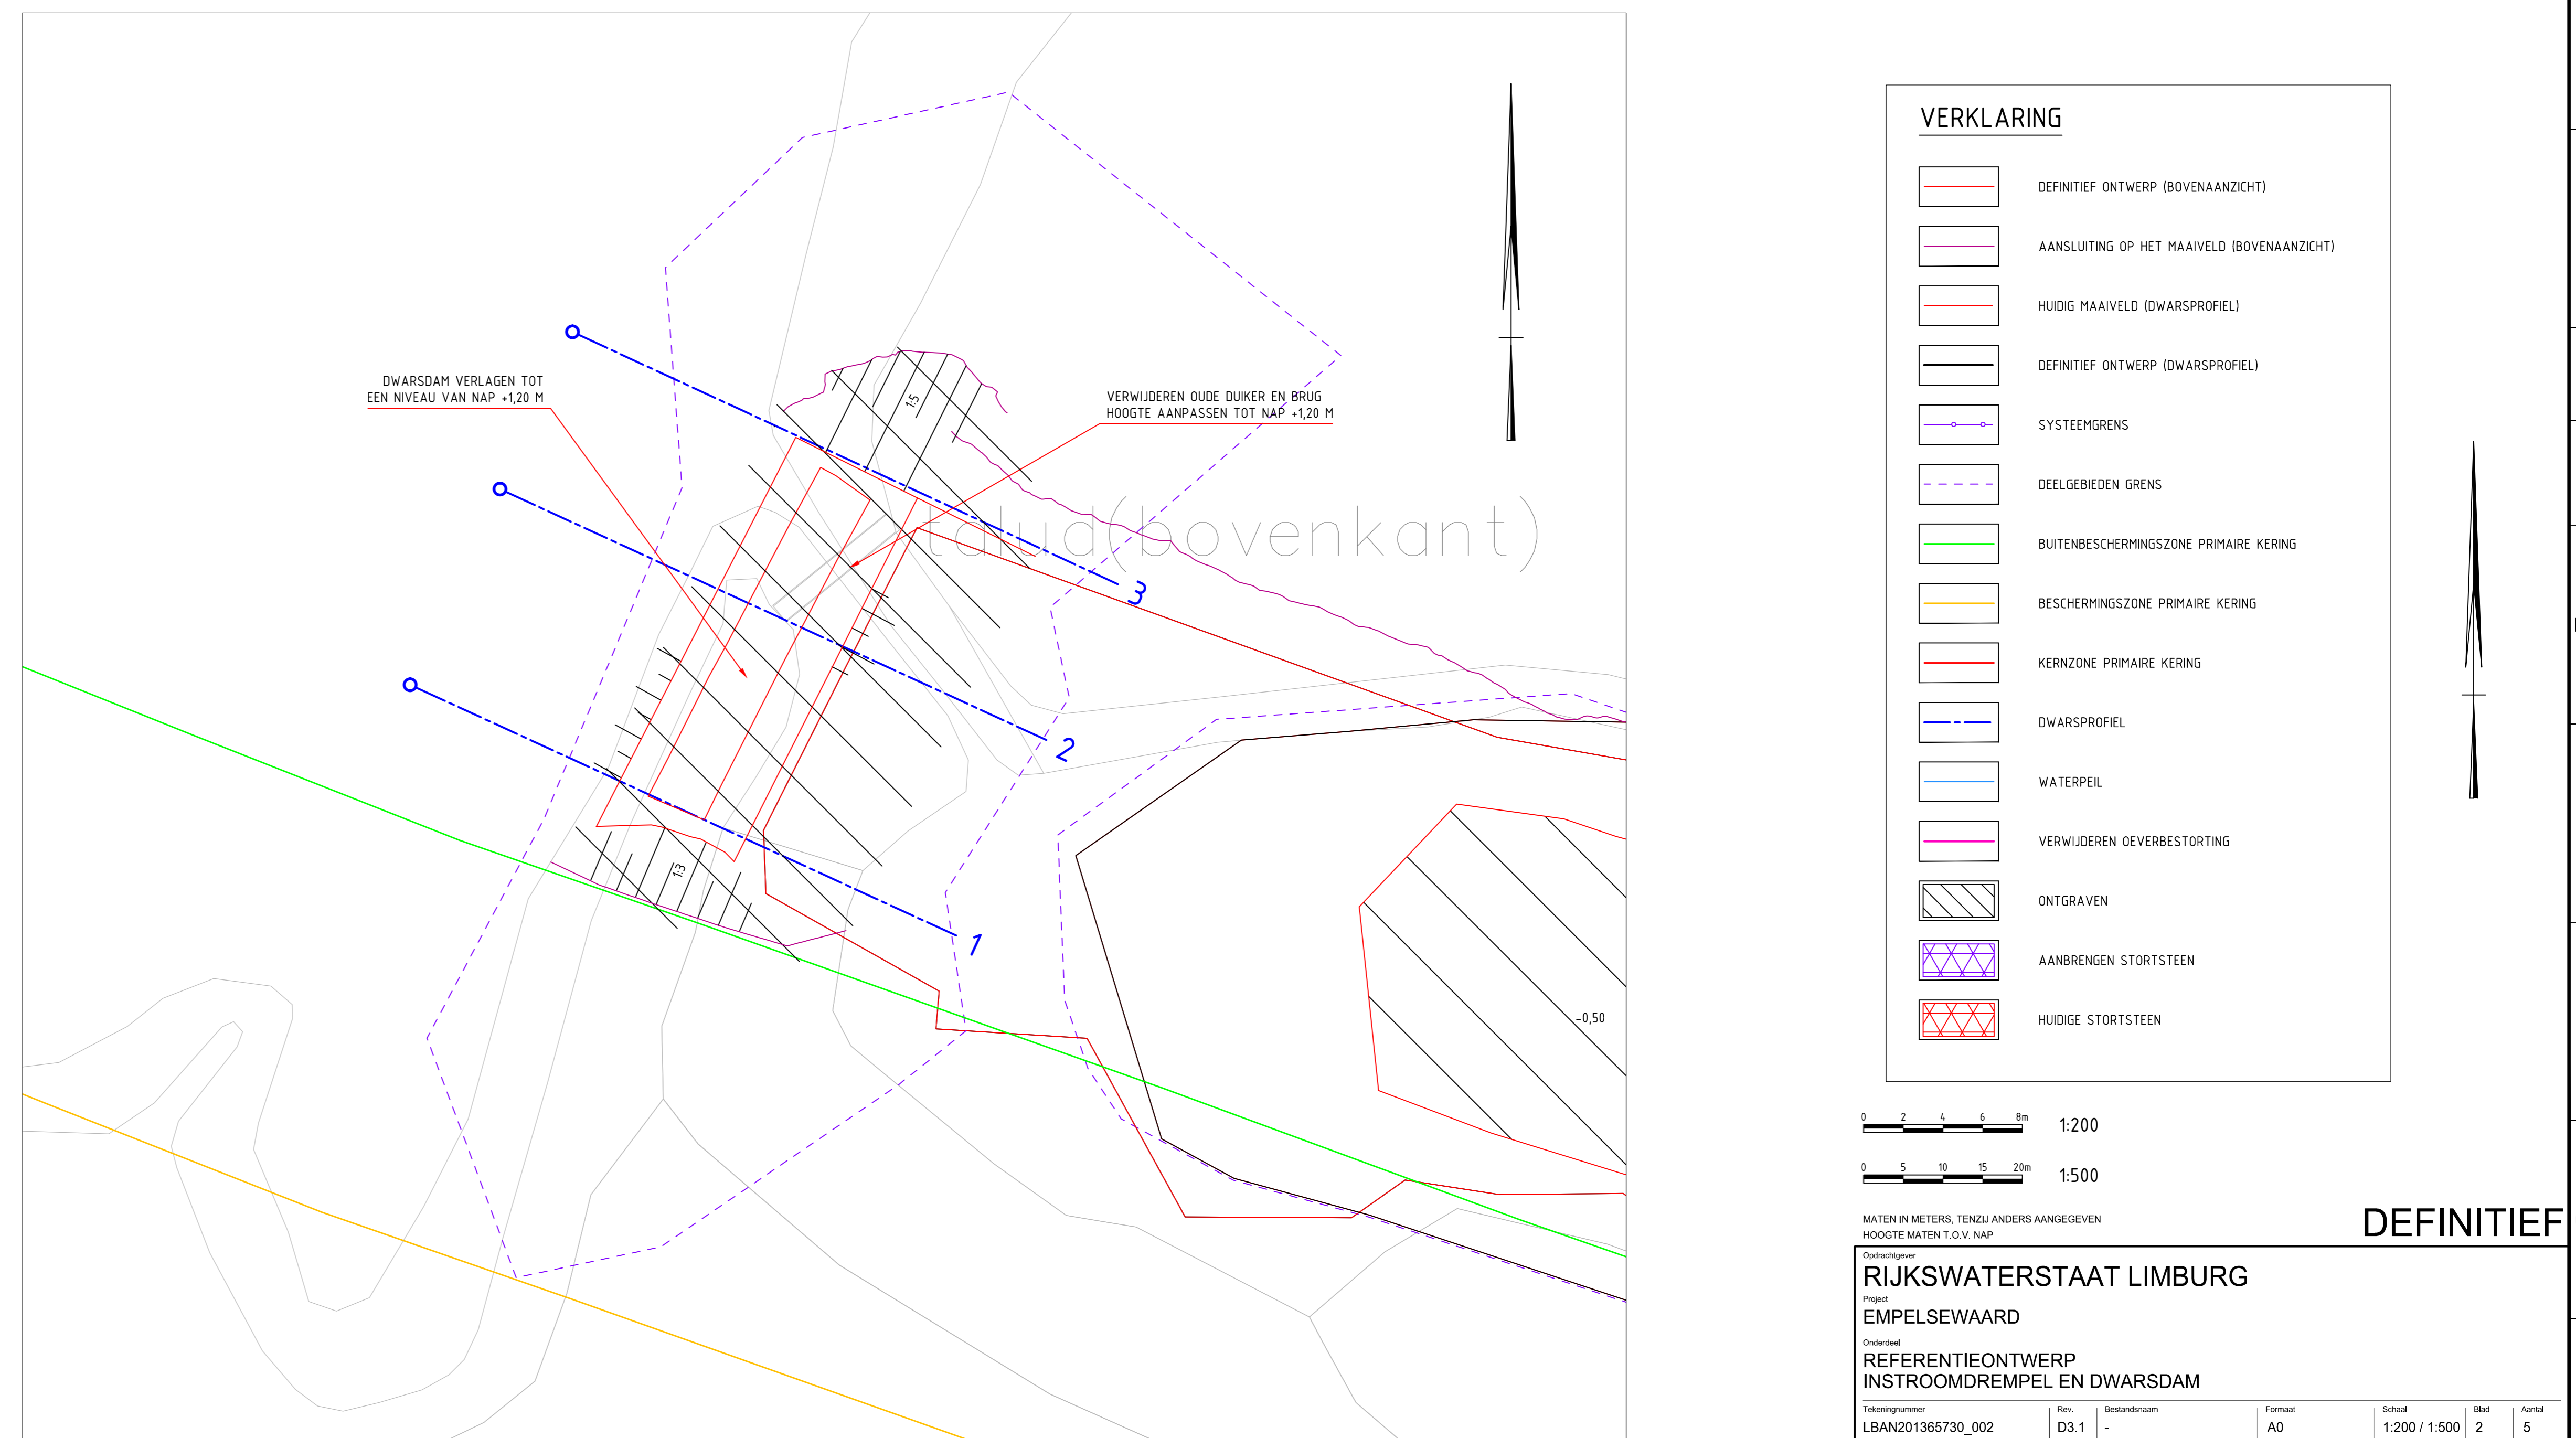 DWARSDAM VERLAGEN TOT
EEN NIVEAU VAN NAP +1,20 M
VERWIJDEREN OUDE DUIKER EN BRUG
HOOGTE AANPASSEN TOT NAP +1,20 M
1:5
talud(bovenkant)
3
2
1
1:3
-0,50
VERKLARING
DEFINITIEF ONTWERP (BOVENAANZICHT)
AANSLUITING OP HET MAAIVELD (BOVENAANZICHT)
HUIDIG MAAIVELD (DWARSPROFIEL)
DEFINITIEF ONTWERP (DWARSPROFIEL)
SYSTEEMGRENS
DEELGEBIEDEN GRENS
BUITENBESCHERMINGSZONE PRIMAIRE KERING
BESCHERMINGSZONE PRIMAIRE KERING
KERNZONE PRIMAIRE KERING
DWARSPROFIEL
WATERPEIL
VERWIJDEREN OEVERBESTORTING
ONTGRAVEN
AANBRENGEN STORTSTEEN
HUIDIGE STORTSTEEN
0 2 4 6 8m
1:200
0 5 10 15 20m
1:500
MATEN IN METERS, TENZIJ ANDERS AANGEGEVEN
HOOGTE MATEN T.O.V. NAP
DEFINITIEF
Opdrachtgever
RIJKSWATERSTAAT LIMBURG
Project
EMPELSEWAARD
Onderdeel
REFERENTIEONTWERP
INSTROOMDREMPEL EN DWARSDAM
Tekeningnummer Rev. Bestandsnaam Formaat Schaal Blad Aantal
LBAN201365730_002 D3.1 - A0 1:200 / 1:500 2 5